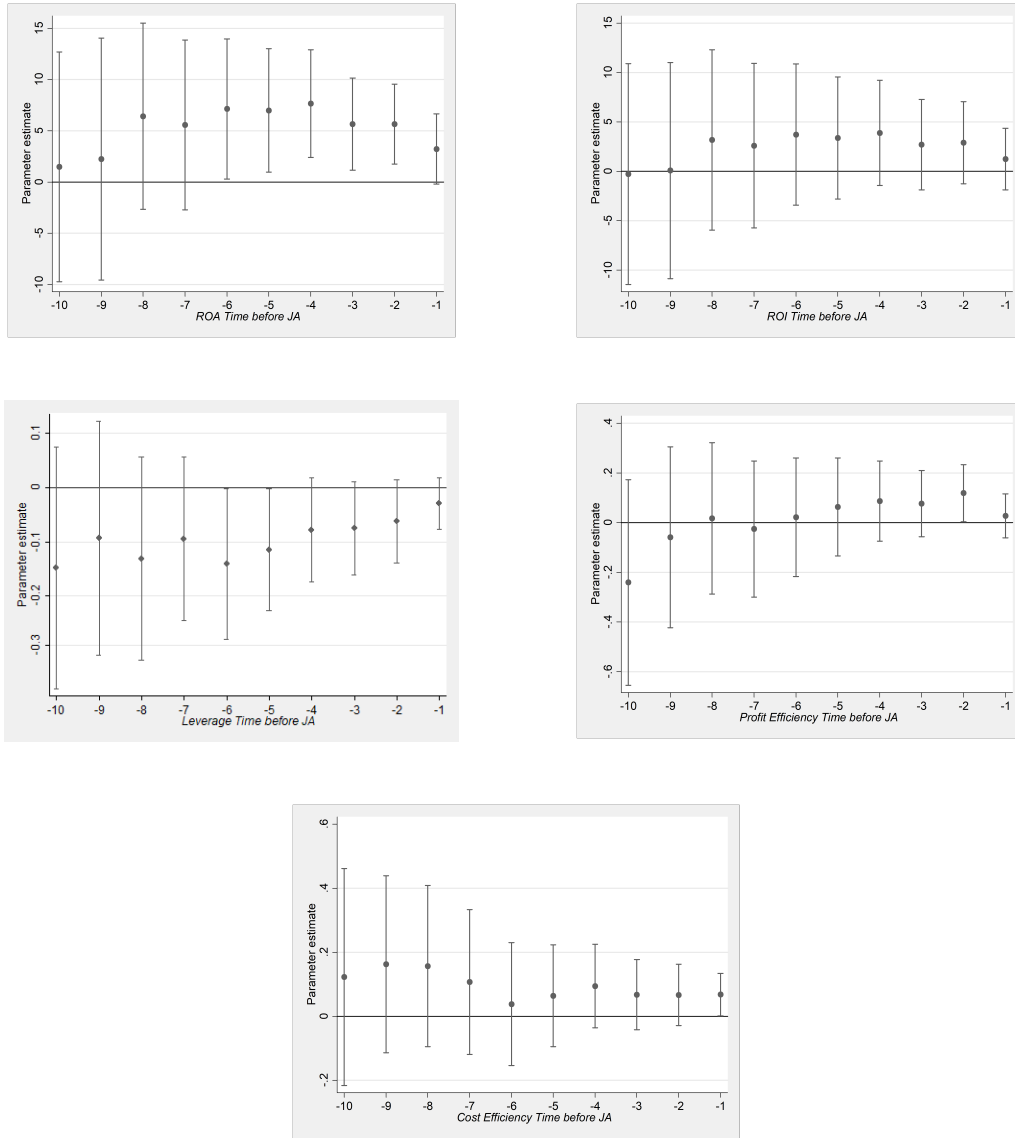 Parameter estimate
15
10
5
0
-5
-10
-10 -9 -8 -7 -6 -5 -4 -3 -2 -1
ROA Time before JA
Parameter estimate
15
10
5
0
-5
-10
-10 -9 -8 -7 -6 -5 -4 -3 -2 -1
ROI Time before JA
Parameter estimate
0.1
0
-0.1
-0.2
-0.3
-10 -9 -8 -7 -6 -5 -4 -3 -2 -1
Leverage Time before JA
Parameter estimate
.4
.2
0
-.2
-.4
-.6
-10 -9 -8 -7 -6 -5 -4 -3 -2 -1
Profit Efficiency Time before JA
Parameter estimate
.6
.4
.2
0
-.2
-10 -9 -8 -7 -6 -5 -4 -3 -2 -1
Cost Efficiency Time before JA